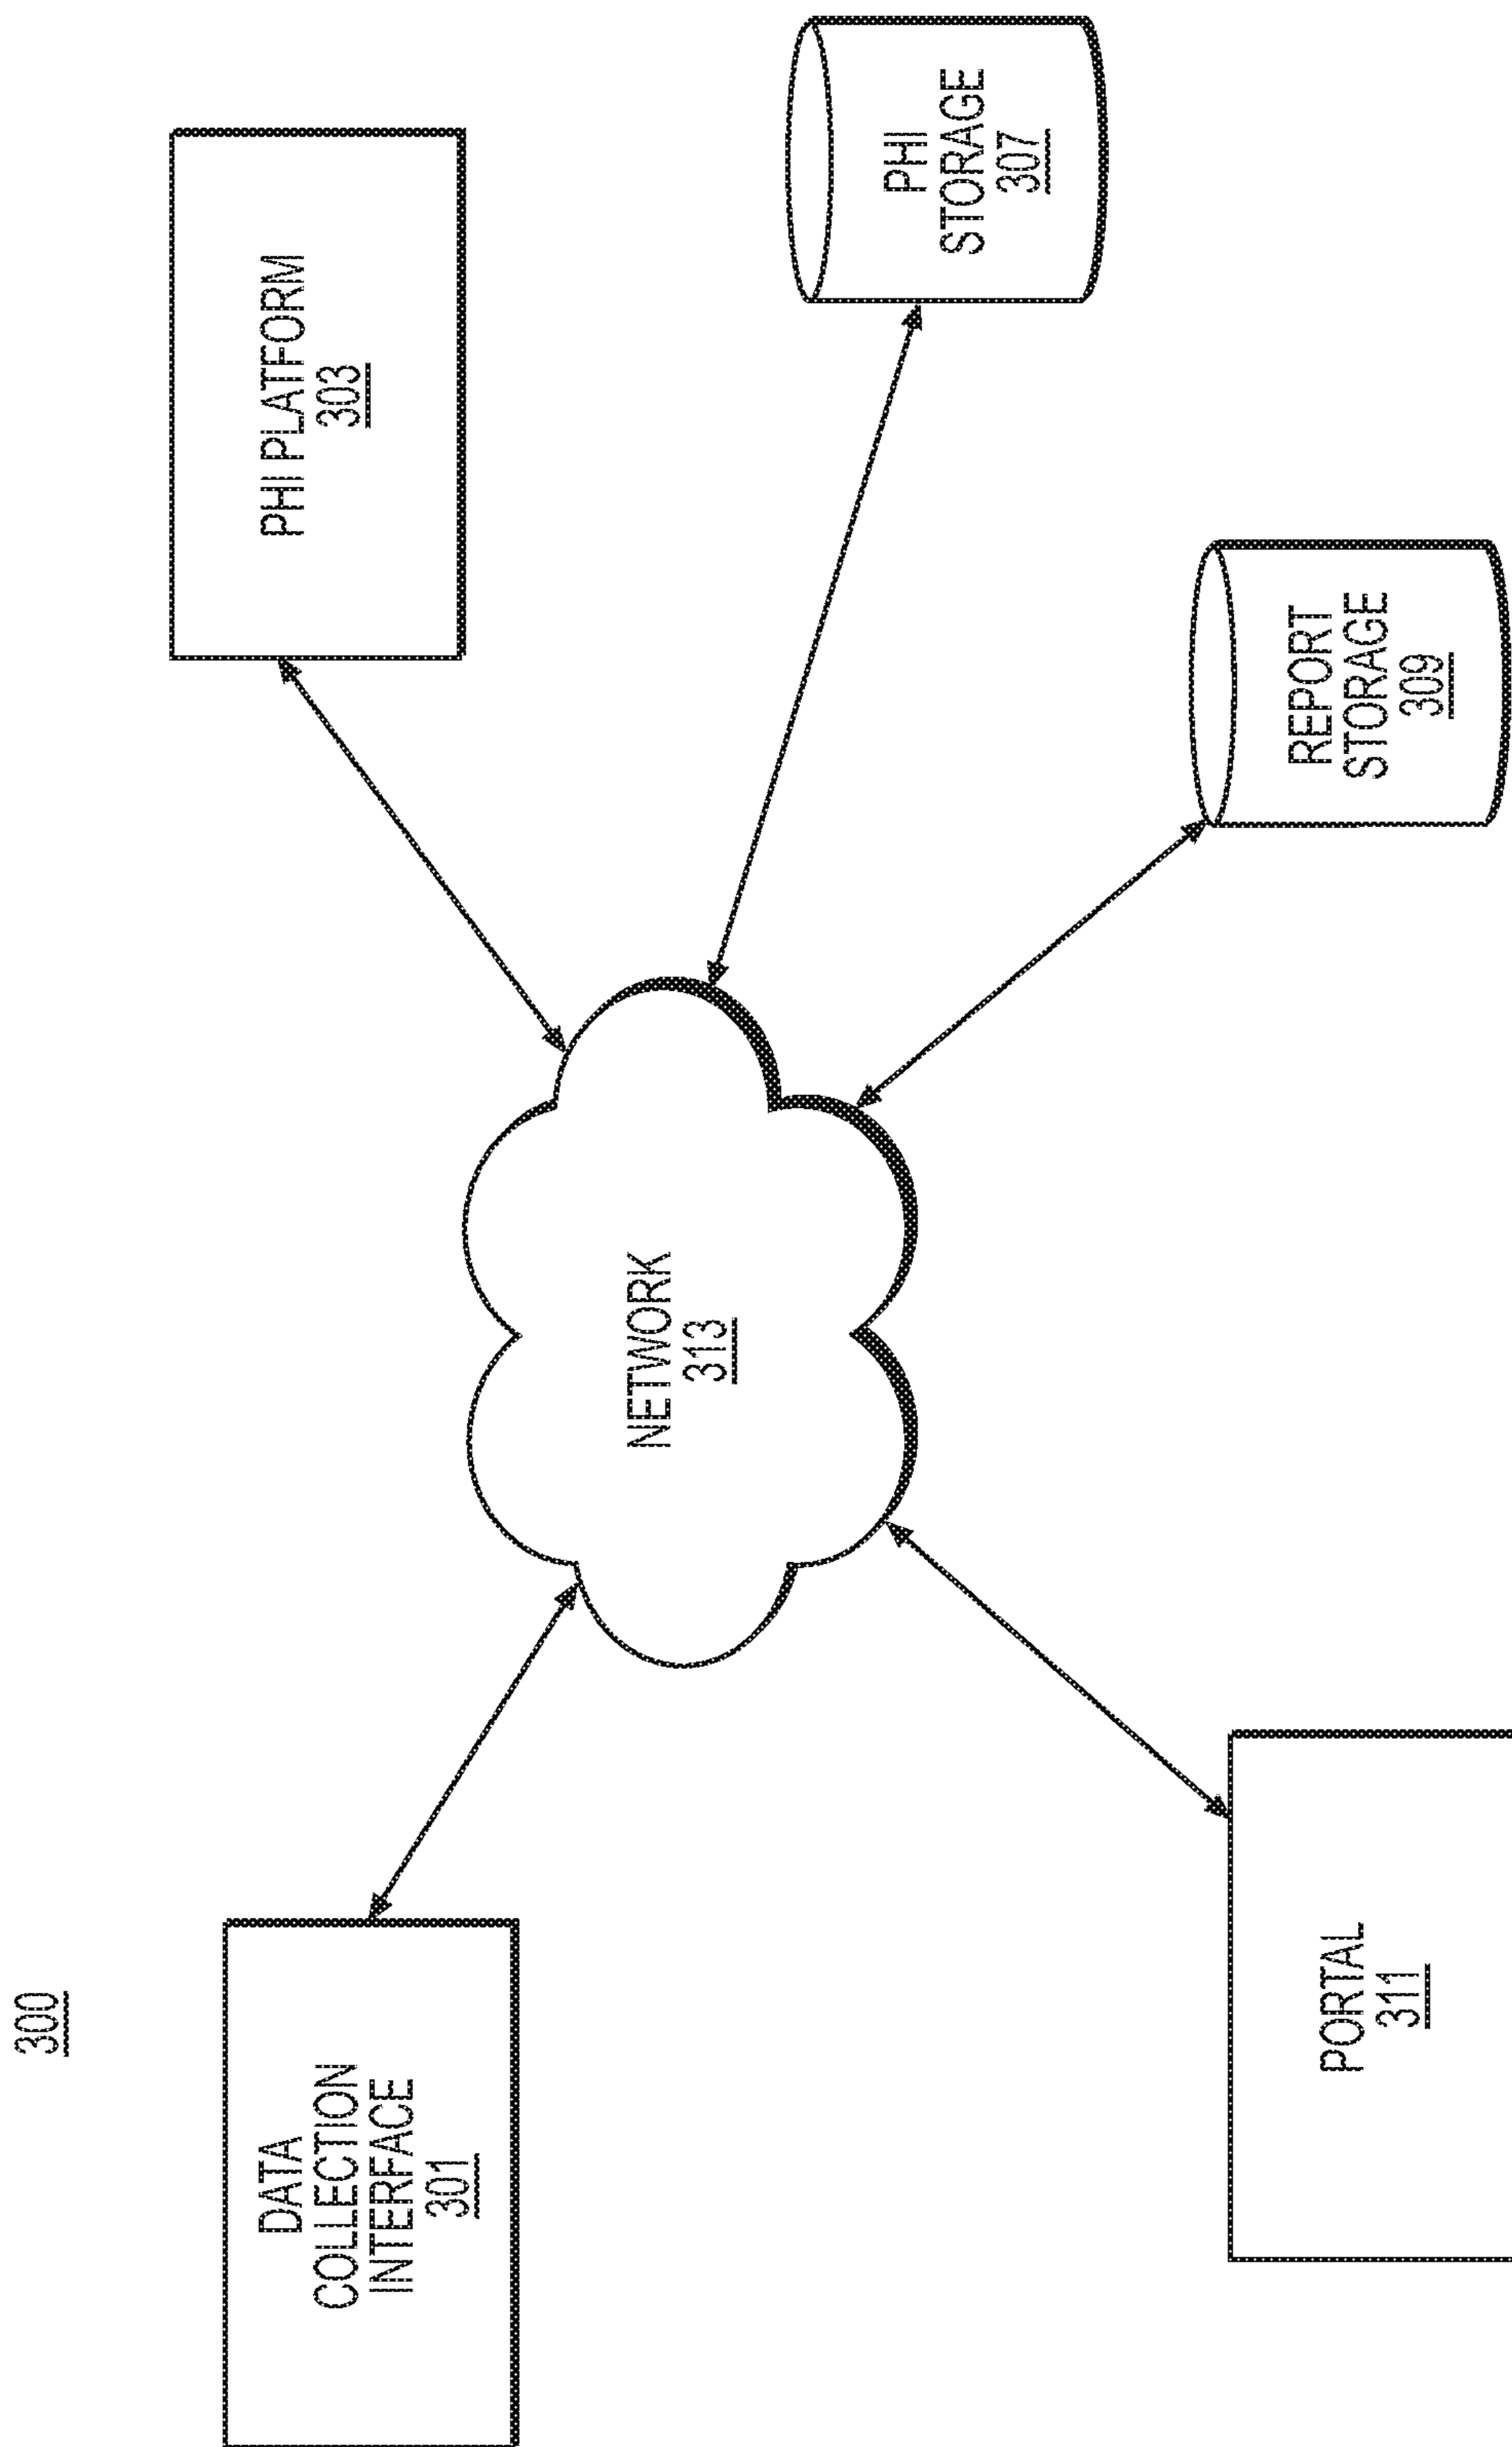 300
DATA
COLLECTION
INTERFACE
301
PHI PLATFORM
303
NETWORK
313
PHI
STORAGE
307
REPORT
STORAGE
309
PORTAL
311